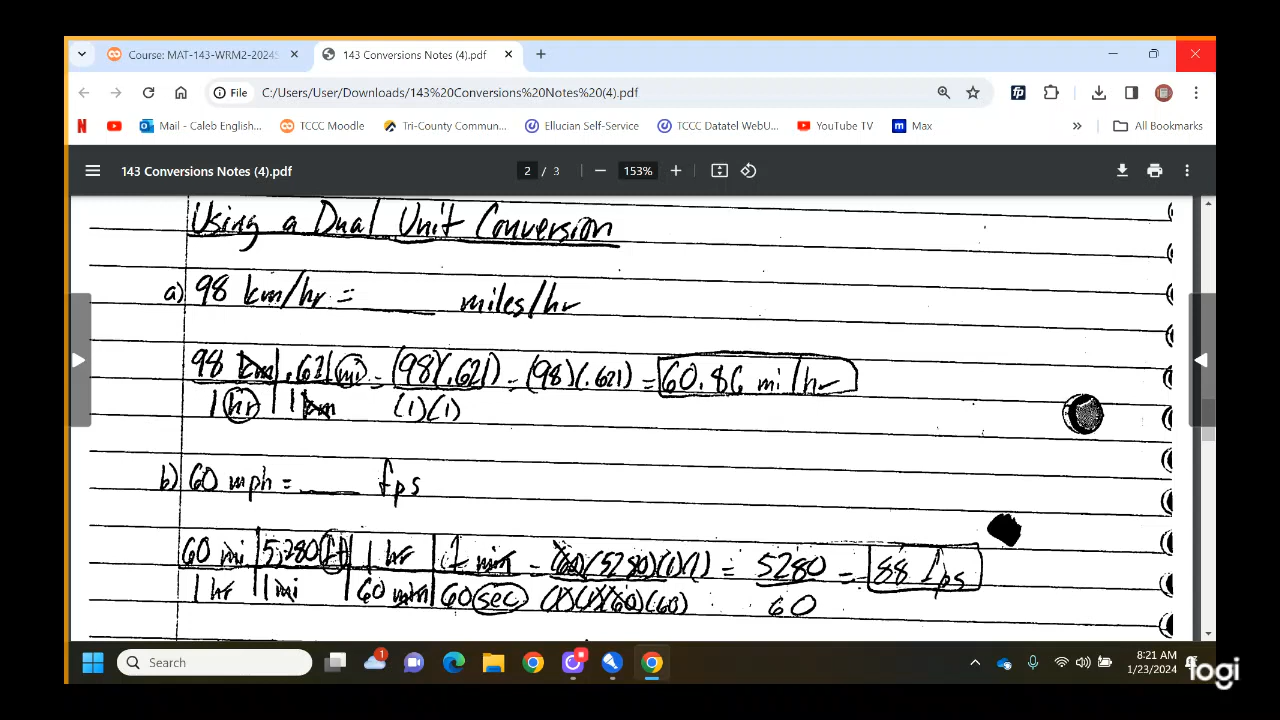 Course: MAT-143-WRM2-2024S
143 Conversions Notes (4).pdf
File C:/Users/User/Downloads/143%20Conversions%20Notes%20(4).pdf
Mail - Caleb English... TCCC Moodle Tri-County Commun... Ellucian Self-Service TCCC Datatel WebU... YouTube TV Max » All Bookmarks
143 Conversions Notes (4).pdf 2 / 3 153%
Using a Dual Unit Conversion
a) 98 km/hr = ____ miles/hr
98 km | .621 mi = (98)(.621) = (98)(.621) = 60.86 mi/hr
1 hr | 1 km (1)(1)
b) 60 mph = ____ fps
60 mi | 5,280 ft | 1 hr | 1 min = (60)(5280)(1)(1) = 5280 = 88 fps
1 hr | 1 mi | 60 min | 60 sec (1)(1)(60)(60) 60
Search
1
8:21 AM
1/23/2024
logi